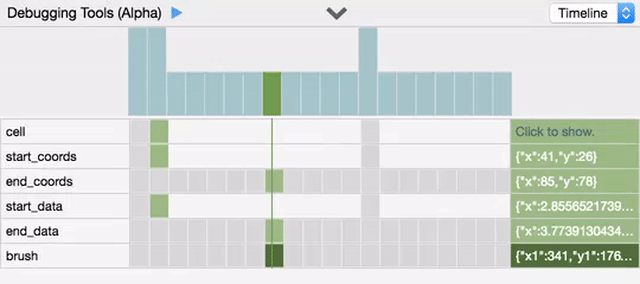 Debugging Tools (Alpha)
Timeline
cell
Click to show.
start_coords
{"x":41,"y":26}
end_coords
{"x":85,"y":78}
start_data
{"x":2.8556521739...
end_data
{"x":3.7739130434...
brush
{"x1":341,"y1":176...